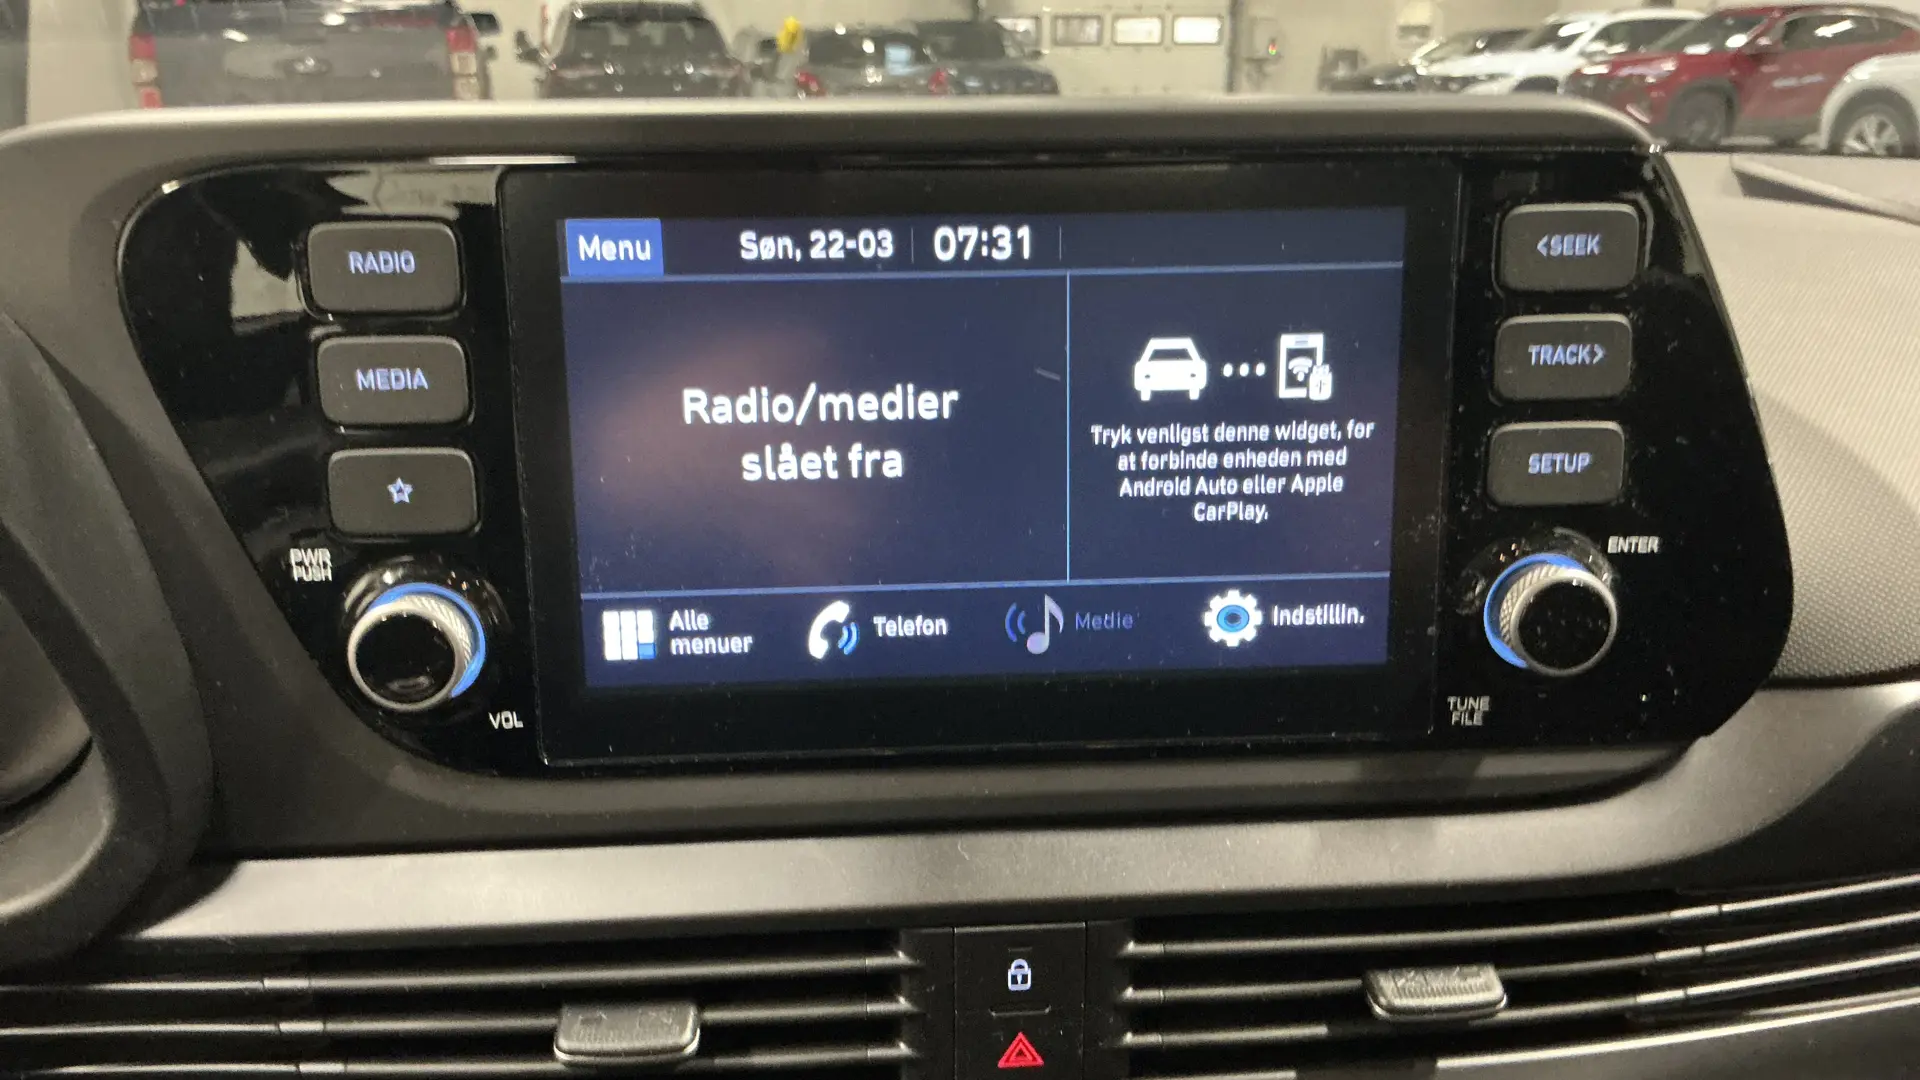 RADIO
MEDIA
PWR
PUSH
VOL
Menu
Søn, 22-03
07:31
Radio/medier
slået fra
Tryk venligst denne widget, for
at forbinde enheden med
Android Auto eller Apple
CarPlay.
Alle
menuer
Telefon
Medie
Indstillin.
<SEEK
TRACK>
SETUP
ENTER
TUNE
FILE